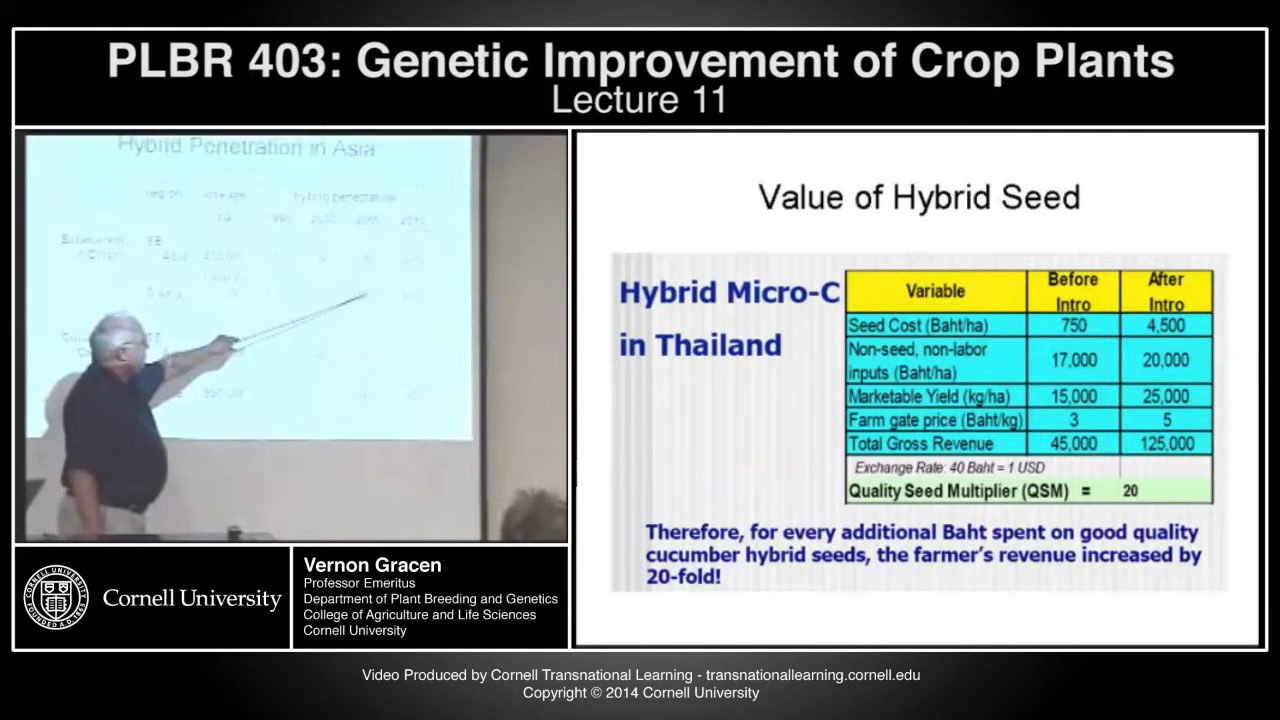 PLBR 403: Genetic Improvement of Crop Plants
Lecture 11
Hybrid Penetration in Asia
region acreage hybrid penetration
Value of Hybrid Seed
Hybrid Micro-C
in Thailand
Variable Before Intro After Intro
Seed Cost (Baht/ha) 750 4,500
Non-seed, non-labor
inputs (Baht/ha) 17,000 20,000
Marketable Yield (kg/ha) 15,000 25,000
Farm gate price (Baht/kg) 3 5
Total Gross Revenue 45,000 125,000
Exchange Rate: 40 Baht = 1 USD
Quality Seed Multiplier (QSM) = 20
Therefore, for every additional Baht spent on good quality
cucumber hybrid seeds, the farmer's revenue increased by
20-fold!
Cornell University
Vernon Gracen
Professor Emeritus
Department of Plant Breeding and Genetics
College of Agriculture and Life Sciences
Cornell University
Video Produced by Cornell Transnational Learning - transnationallearning.cornell.edu
Copyright © 2014 Cornell University